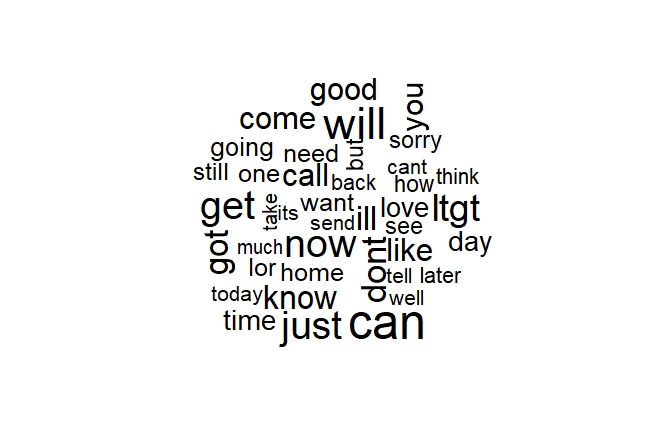 good you
come will
sorry
going need but
still one call back cant
how think
get take its want
send ill love ltgt
see
got much now dont like day
lor home tell later
today know well
time just can